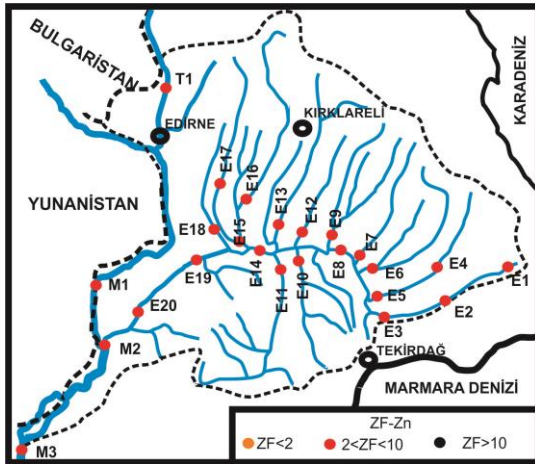 BULGARİSTAN
T1
KARADENİZ
EDİRNE
KIRKLARELİ
E17
E16
YUNANİSTAN
E13
E12
E9
E18
E15
E7
E14
E8
E6
E4
E1
E19
E11
E10
M1
E5
E2
E20
E3
M2
TEKİRDAĞ
MARMARA DENİZİ
M3
ZF-Zn
ZF<2
2<ZF<10
ZF>10